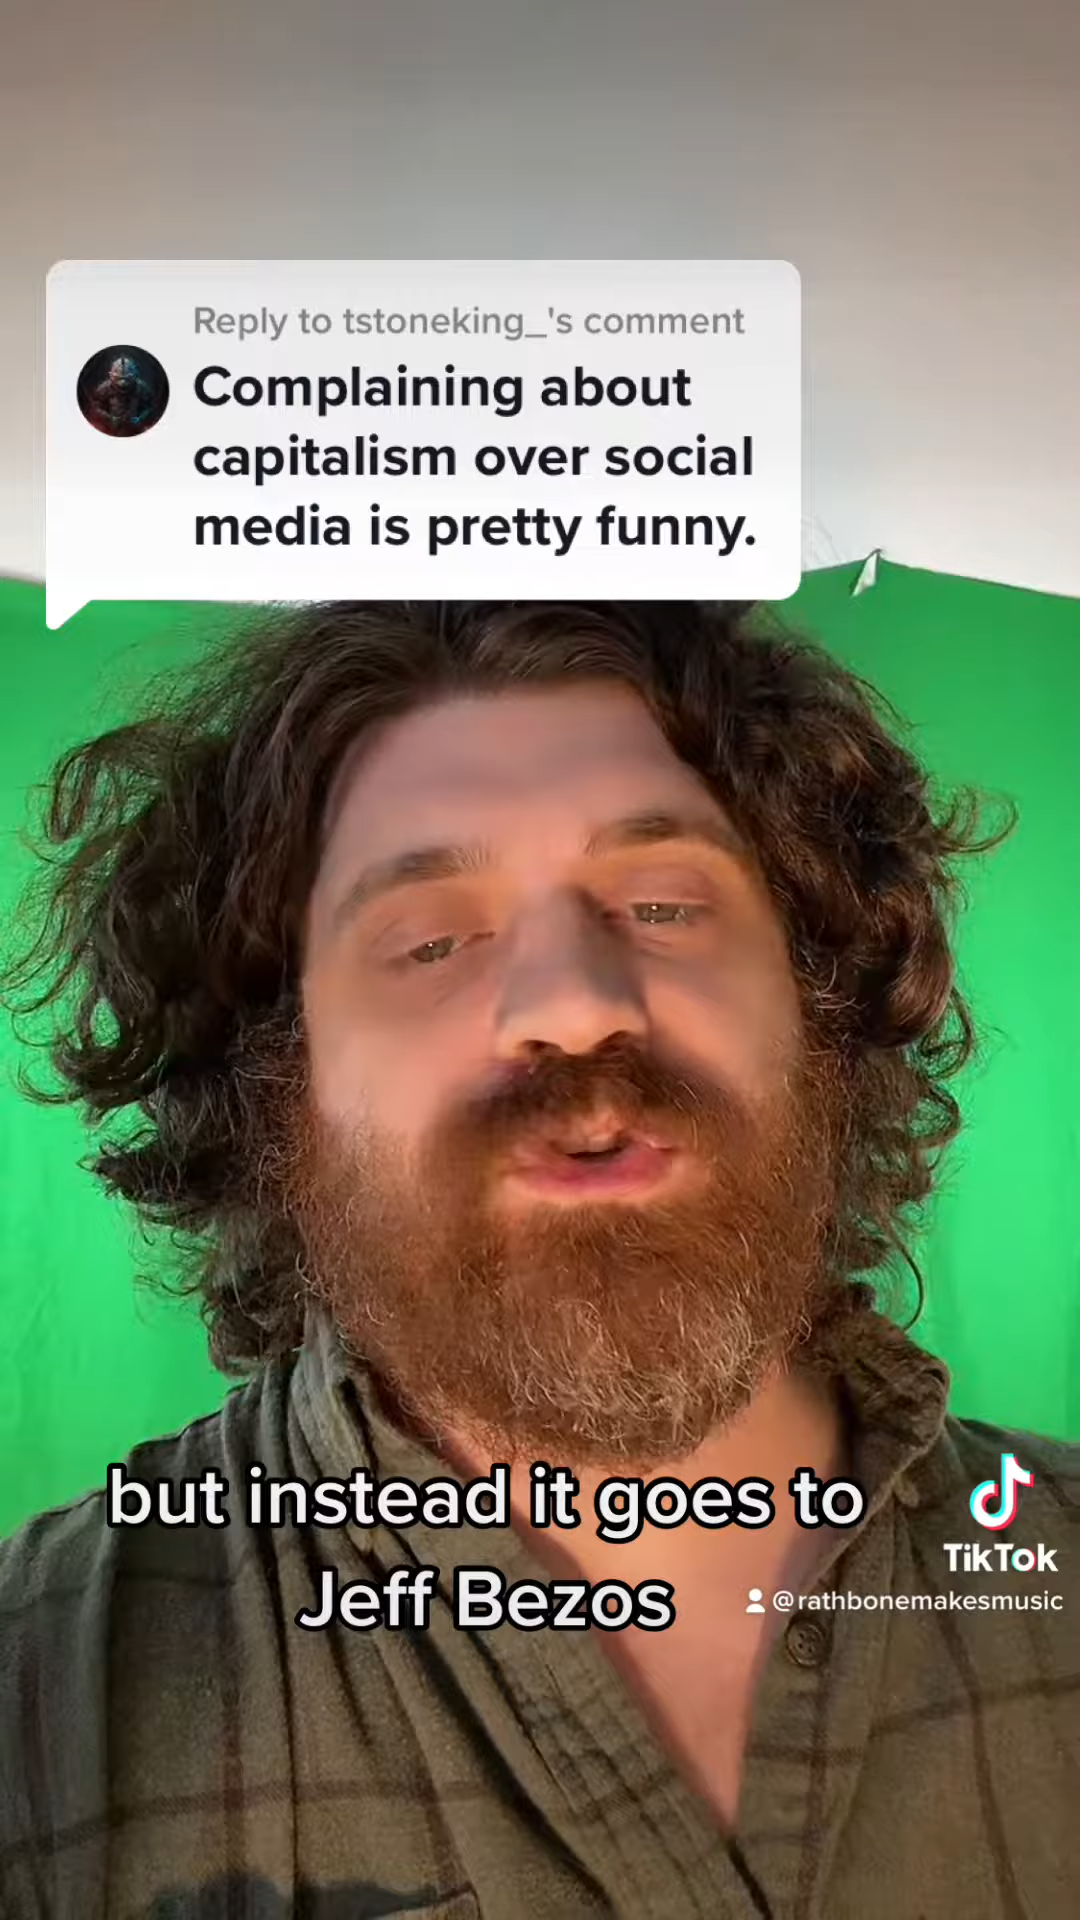 Reply to tstoneking_'s comment
Complaining about
capitalism over social
media is pretty funny.
but instead it goes to
Jeff Bezos
TikTok
@rathbonemakesmusic